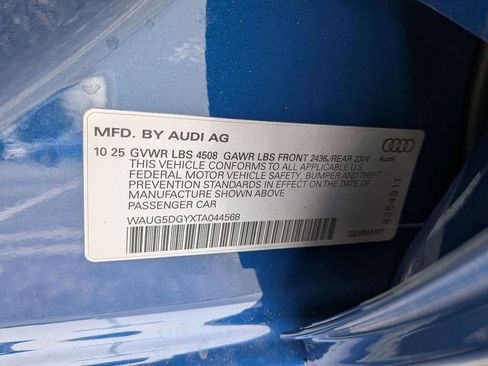 MFD. BY AUDI AG
10 25 GVWR LBS 4508 GAWR LBS FRONT 2436/REAR 2304
THIS VEHICLE CONFORMS TO ALL APPLICABLE U.S.
FEDERAL MOTOR VEHICLE SAFETY, BUMPER AND THEFT
PREVENTION STANDARDS IN EFFECT ON THE DATE OF
MANUFACTURE SHOWN ABOVE
PASSENGER CAR
WAUG5DGYXTA044568
Audi
4354911
GERMANY